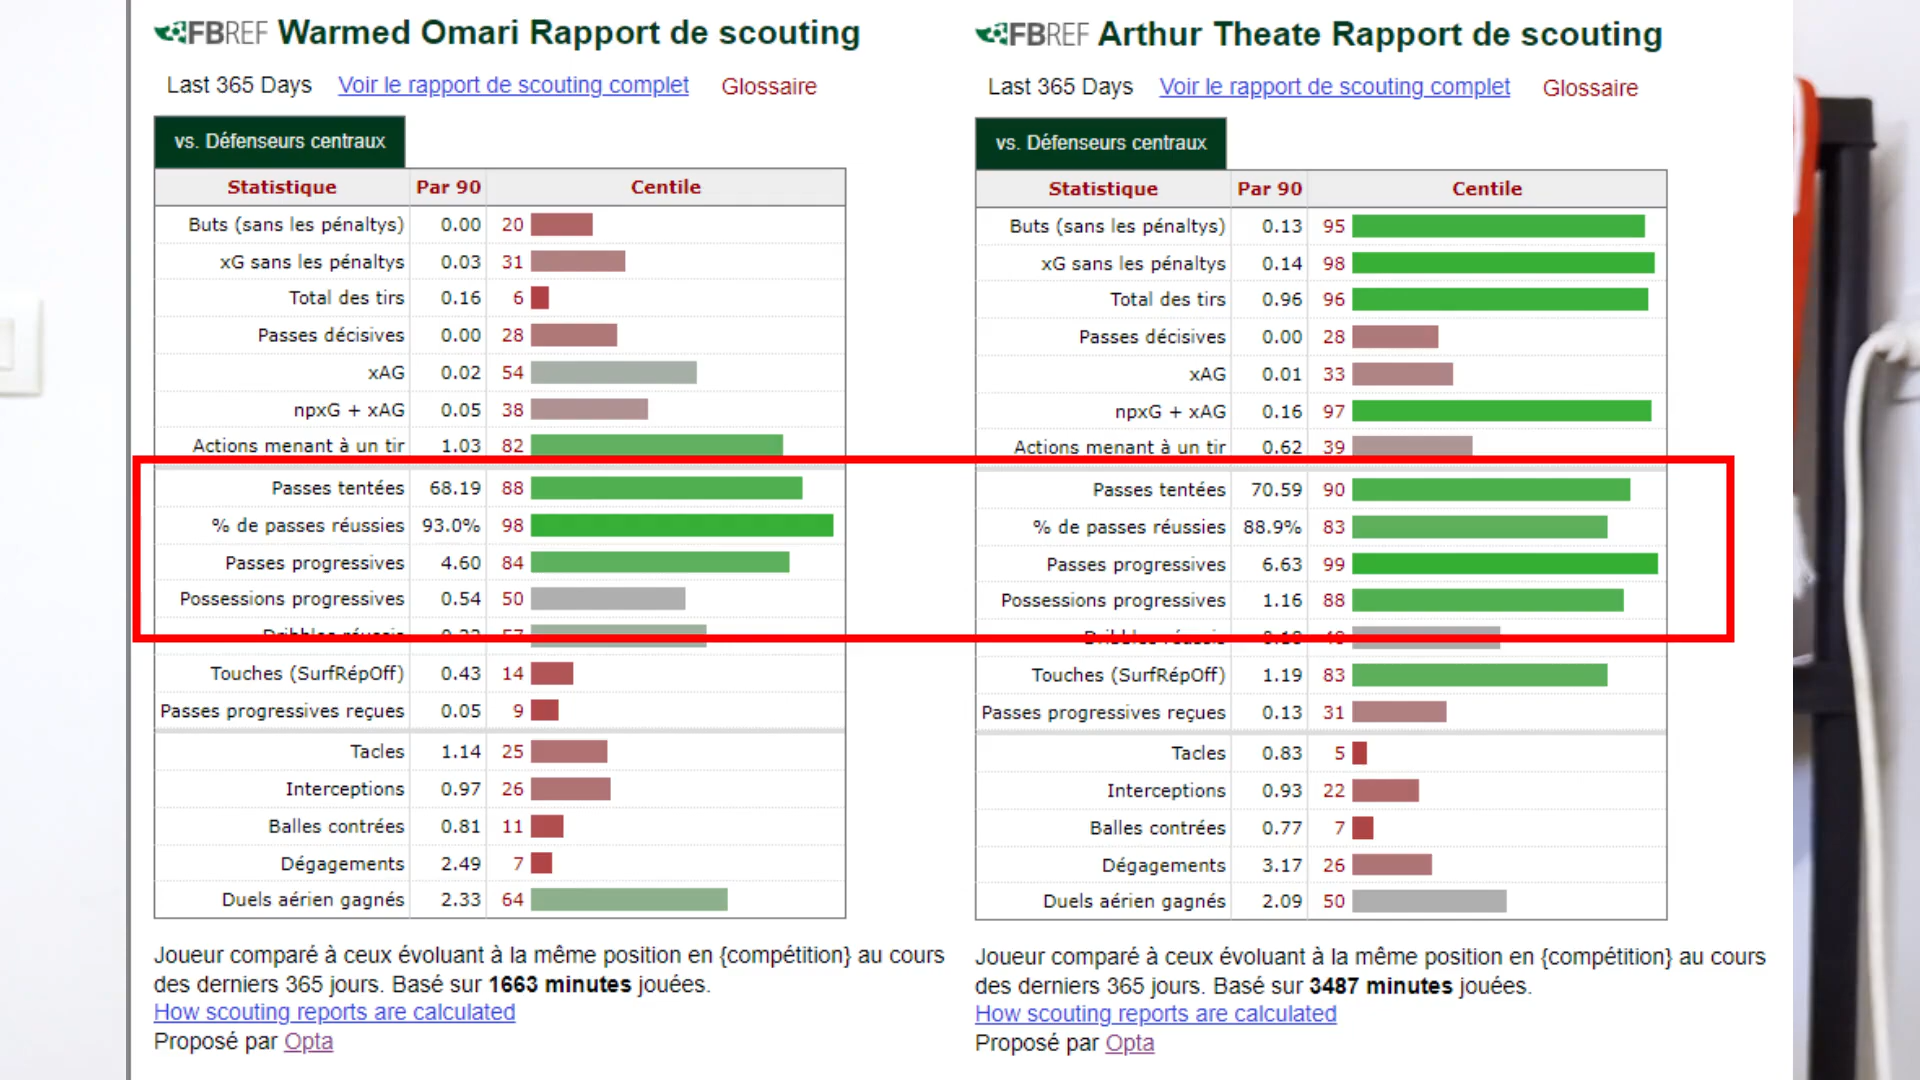 FBREF Warmed Omari Rapport de scouting
Last 365 Days Voir le rapport de scouting complet Glossaire
vs. Défenseurs centraux
Statistique Par 90 Centile
Buts (sans les pénaltys) 0.00 20
xG sans les pénaltys 0.03 31
Total des tirs 0.16 6
Passes décisives 0.00 28
xAG 0.02 54
npxG + xAG 0.05 38
Actions menant à un tir 1.03 82
Passes tentées 68.19 88
% de passes réussies 93.0% 98
Passes progressives 4.60 84
Possessions progressives 0.54 50
Dribbles réussis
Touches (SurfRépOff) 0.43 14
Passes progressives reçues 0.05 9
Tacles 1.14 25
Interceptions 0.97 26
Balles contrées 0.81 11
Dégagements 2.49 7
Duels aérien gagnés 2.33 64
Joueur comparé à ceux évoluant à la même position en {compétition} au cours
des derniers 365 jours. Basé sur 1663 minutes jouées.
How scouting reports are calculated
Proposé par Opta
FBREF Arthur Theate Rapport de scouting
Last 365 Days Voir le rapport de scouting complet Glossaire
vs. Défenseurs centraux
Statistique Par 90 Centile
Buts (sans les pénaltys) 0.13 95
xG sans les pénaltys 0.14 98
Total des tirs 0.96 96
Passes décisives 0.00 28
xAG 0.01 33
npxG + xAG 0.16 97
Actions menant à un tir 0.62 39
Passes tentées 70.59 90
% de passes réussies 88.9% 83
Passes progressives 6.63 99
Possessions progressives 1.16 88
Dribbles réussis
Touches (SurfRépOff) 1.19 83
Passes progressives reçues 0.13 31
Tacles 0.83 5
Interceptions 0.93 22
Balles contrées 0.77 7
Dégagements 3.17 26
Duels aérien gagnés 2.09 50
Joueur comparé à ceux évoluant à la même position en {compétition} au cours
des derniers 365 jours. Basé sur 3487 minutes jouées.
How scouting reports are calculated
Proposé par Opta